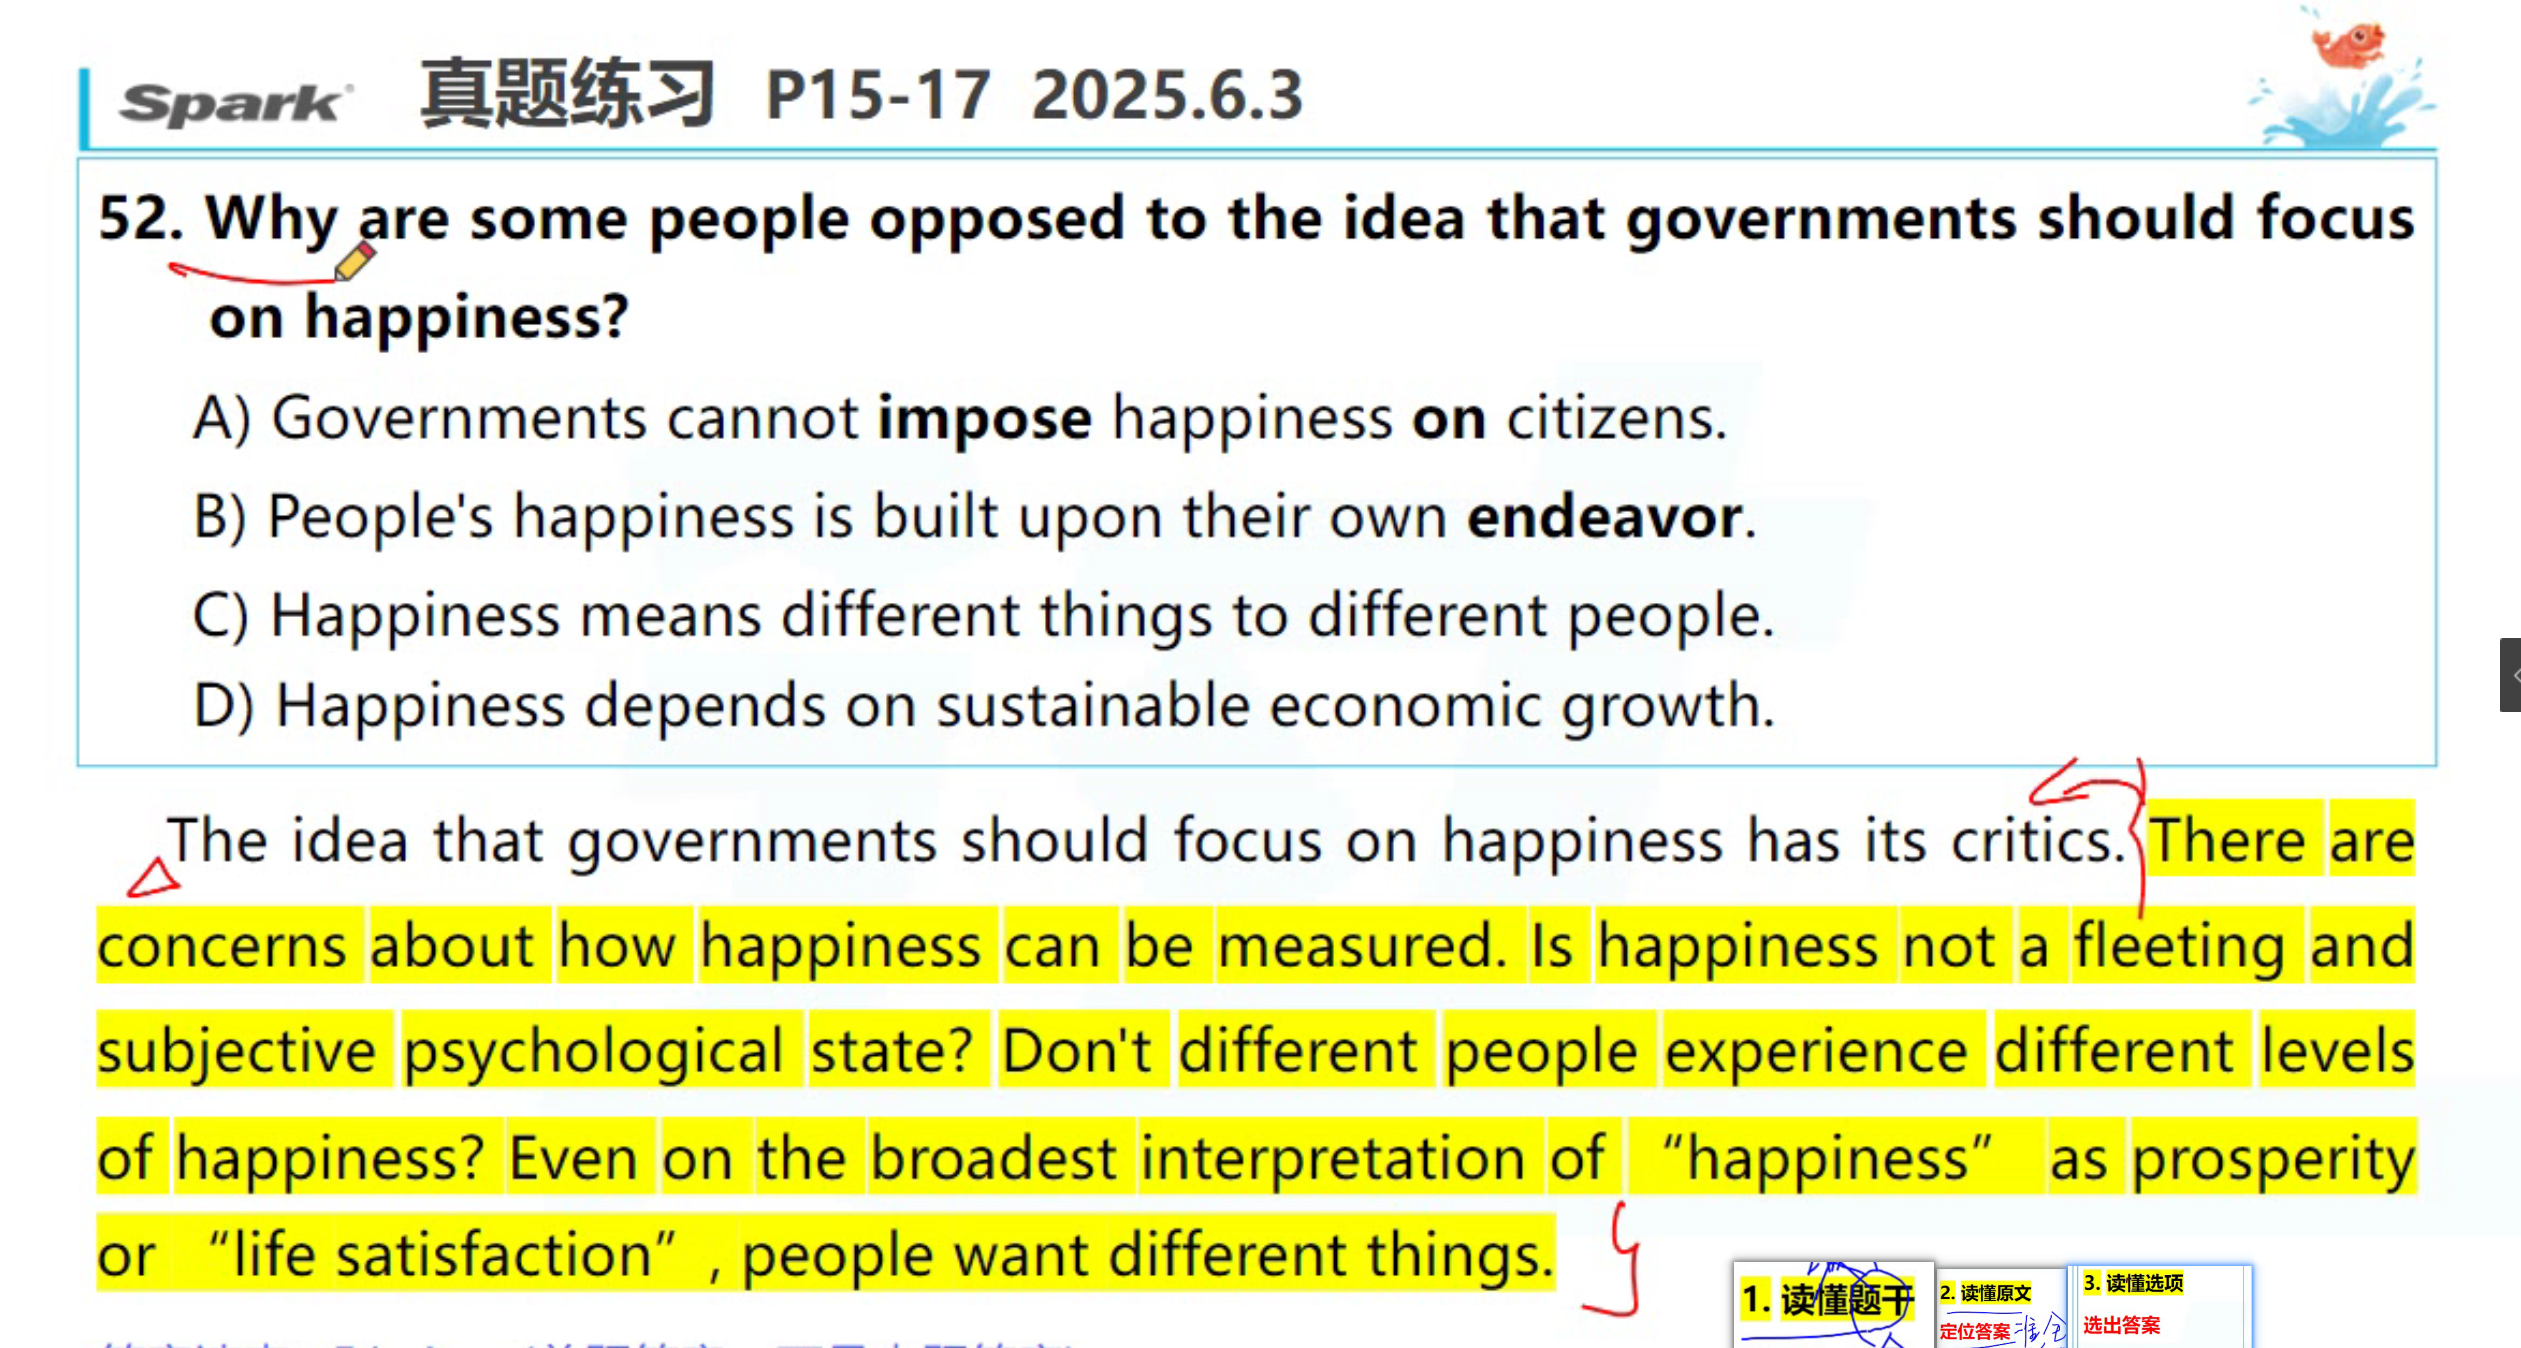 Spark® 真题练习 P15-17 2025.6.3
52. Why are some people opposed to the idea that governments should focus
on happiness?
A) Governments cannot impose happiness on citizens.
B) People's happiness is built upon their own endeavor.
C) Happiness means different things to different people.
D) Happiness depends on sustainable economic growth.
The idea that governments should focus on happiness has its critics. There are
concerns about how happiness can be measured. Is happiness not a fleeting and
subjective psychological state? Don't different people experience different levels
of happiness? Even on the broadest interpretation of “happiness” as prosperity
or “life satisfaction”, people want different things.
1. 读懂题干
2. 读懂原文
定位答案
3. 读懂选项
选出答案